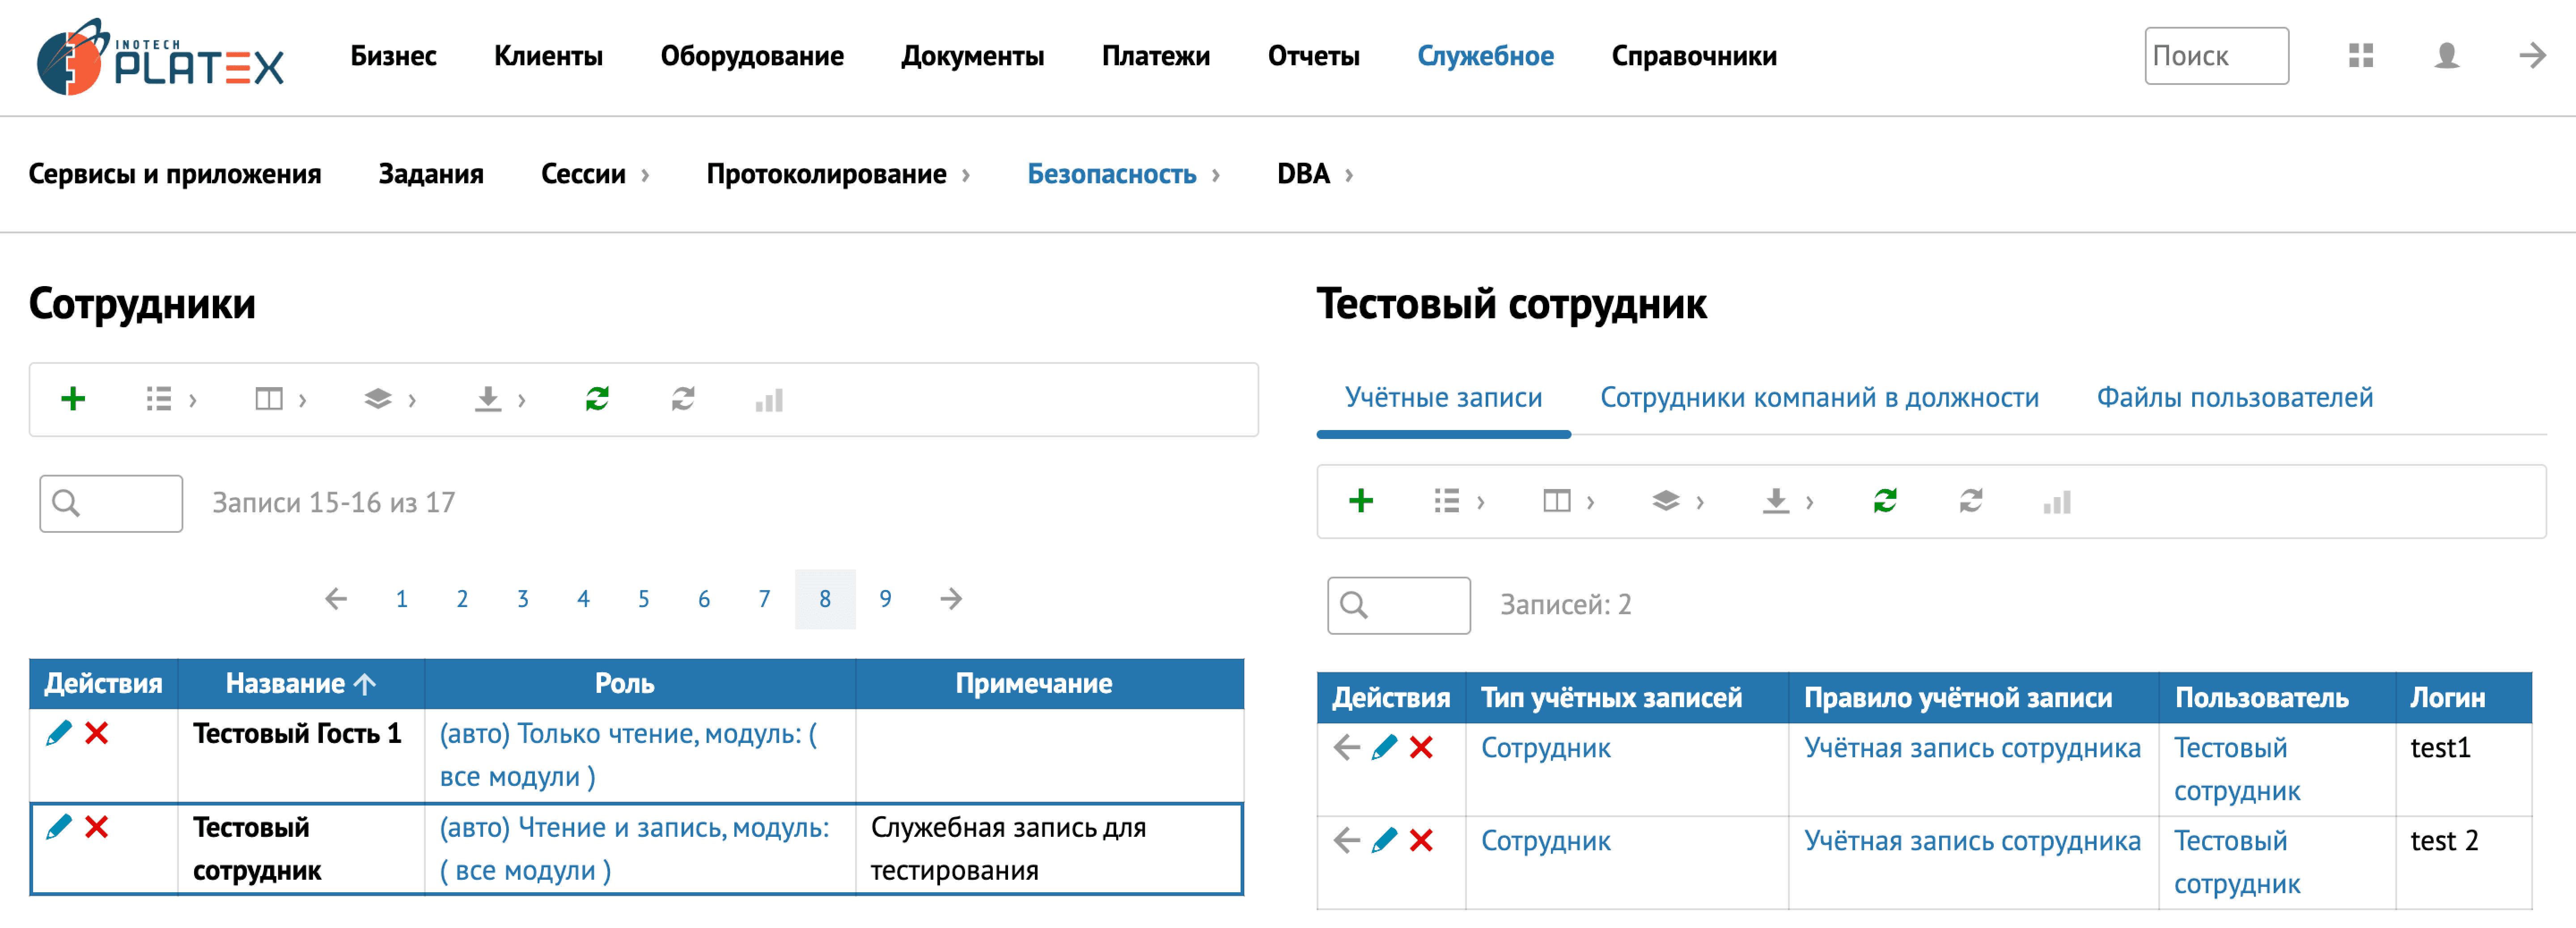 INOTECH
PLATEX
Бизнес Клиенты Оборудование Документы Платежи Отчеты Служебное Справочники Поиск
Сервисы и приложения Задания Сессии › Протоколирование › Безопасность › DBA ›
Сотрудники
Записи 15-16 из 17
← 1 2 3 4 5 6 7 8 9 →
Действия Название ↑ Роль Примечание
Тестовый Гость 1 (авто) Только чтение, модуль: (
все модули )
Тестовый (авто) Чтение и запись, модуль: Служебная запись для
сотрудник ( все модули ) тестирования
Тестовый сотрудник
Учётные записи Сотрудники компаний в должности Файлы пользователей
Записей: 2
Действия Тип учётных записей Правило учётной записи Пользователь Логин
Сотрудник Учётная запись сотрудника Тестовый test1
сотрудник
Сотрудник Учётная запись сотрудника Тестовый test 2
сотрудник